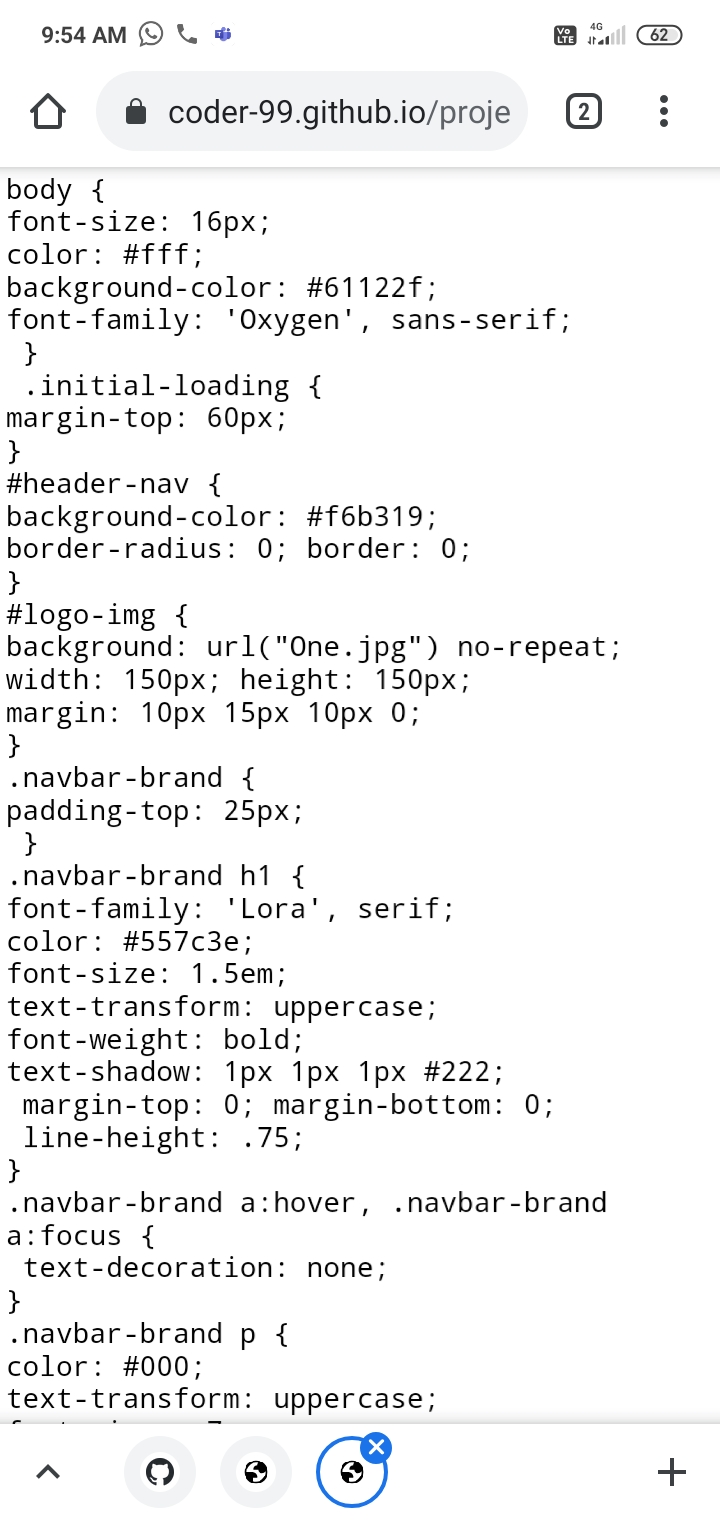 9:54 AM
Vo LTE
4G
62
coder-99.github.io/proje
2
body {
font-size: 16px;
color: #fff;
background-color: #61122f;
font-family: 'Oxygen', sans-serif;
}
.initial-loading {
margin-top: 60px;
}
#header-nav {
background-color: #f6b319;
border-radius: 0; border: 0;
}
#logo-img {
background: url("One.jpg") no-repeat;
width: 150px; height: 150px;
margin: 10px 15px 10px 0;
}
.navbar-brand {
padding-top: 25px;
}
.navbar-brand h1 {
font-family: 'Lora', serif;
color: #557c3e;
font-size: 1.5em;
text-transform: uppercase;
font-weight: bold;
text-shadow: 1px 1px 1px #222;
margin-top: 0; margin-bottom: 0;
line-height: .75;
}
.navbar-brand a:hover, .navbar-brand
a:focus {
text-decoration: none;
}
.navbar-brand p {
color: #000;
text-transform: uppercase;